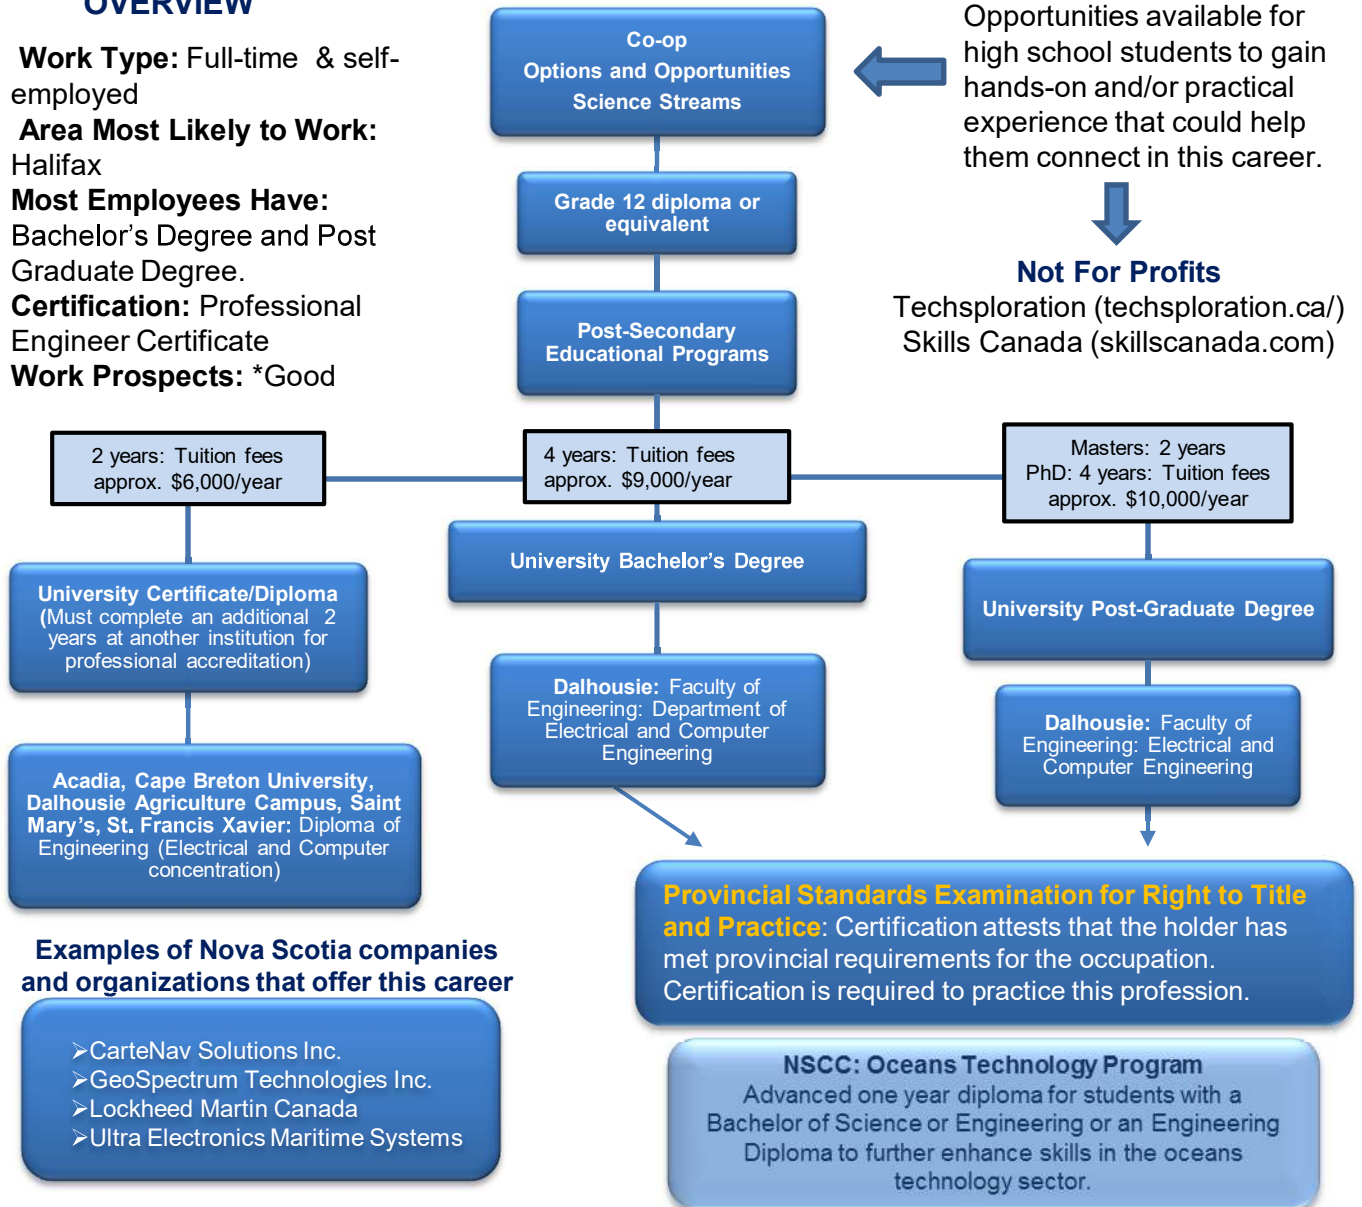 OVERVIEW
Work Type: Full-time & self-
employed
Area Most Likely to Work:
Halifax
Most Employees Have:
Bachelor's Degree and Post
Graduate Degree.
Certification: Professional
Engineer Certificate
Work Prospects: *Good
Co-op
Options and Opportunities
Science Streams
Opportunities available for
high school students to gain
hands-on and/or practical
experience that could help
them connect in this career.
Grade 12 diploma or
equivalent
Not For Profits
Techsploration (techsploration.ca/)
Skills Canada (skillscanada.com)
Post-Secondary
Educational Programs
2 years: Tuition fees
approx. $6,000/year
4 years: Tuition fees
approx. $9,000/year
Masters: 2 years
PhD: 4 years: Tuition fees
approx. $10,000/year
University Certificate/Diploma
(Must complete an additional 2
years at another institution for
professional accreditation)
University Bachelor's Degree
University Post-Graduate Degree
Acadia, Cape Breton University,
Dalhousie Agriculture Campus, Saint
Mary's, St. Francis Xavier: Diploma of
Engineering (Electrical and Computer
concentration)
Dalhousie: Faculty of
Engineering: Department of
Electrical and Computer
Engineering
Dalhousie: Faculty of
Engineering: Electrical and
Computer Engineering
Provincial Standards Examination for Right to Title
and Practice: Certification attests that the holder has
met provincial requirements for the occupation.
Certification is required to practice this profession.
Examples of Nova Scotia companies
and organizations that offer this career
➢CarteNav Solutions Inc.
➢GeoSpectrum Technologies Inc.
➢Lockheed Martin Canada
➢Ultra Electronics Maritime Systems
NSCC: Oceans Technology Program
Advanced one year diploma for students with a
Bachelor of Science or Engineering or an Engineering
Diploma to further enhance skills in the oceans
technology sector.